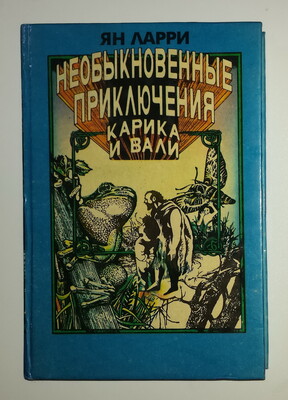 ЯН ЛАРРИ
НЕОБЫКНОВЕННЫЕ
ПРИКЛЮЧЕНИЯ
КАРИКА
И ВАЛИ